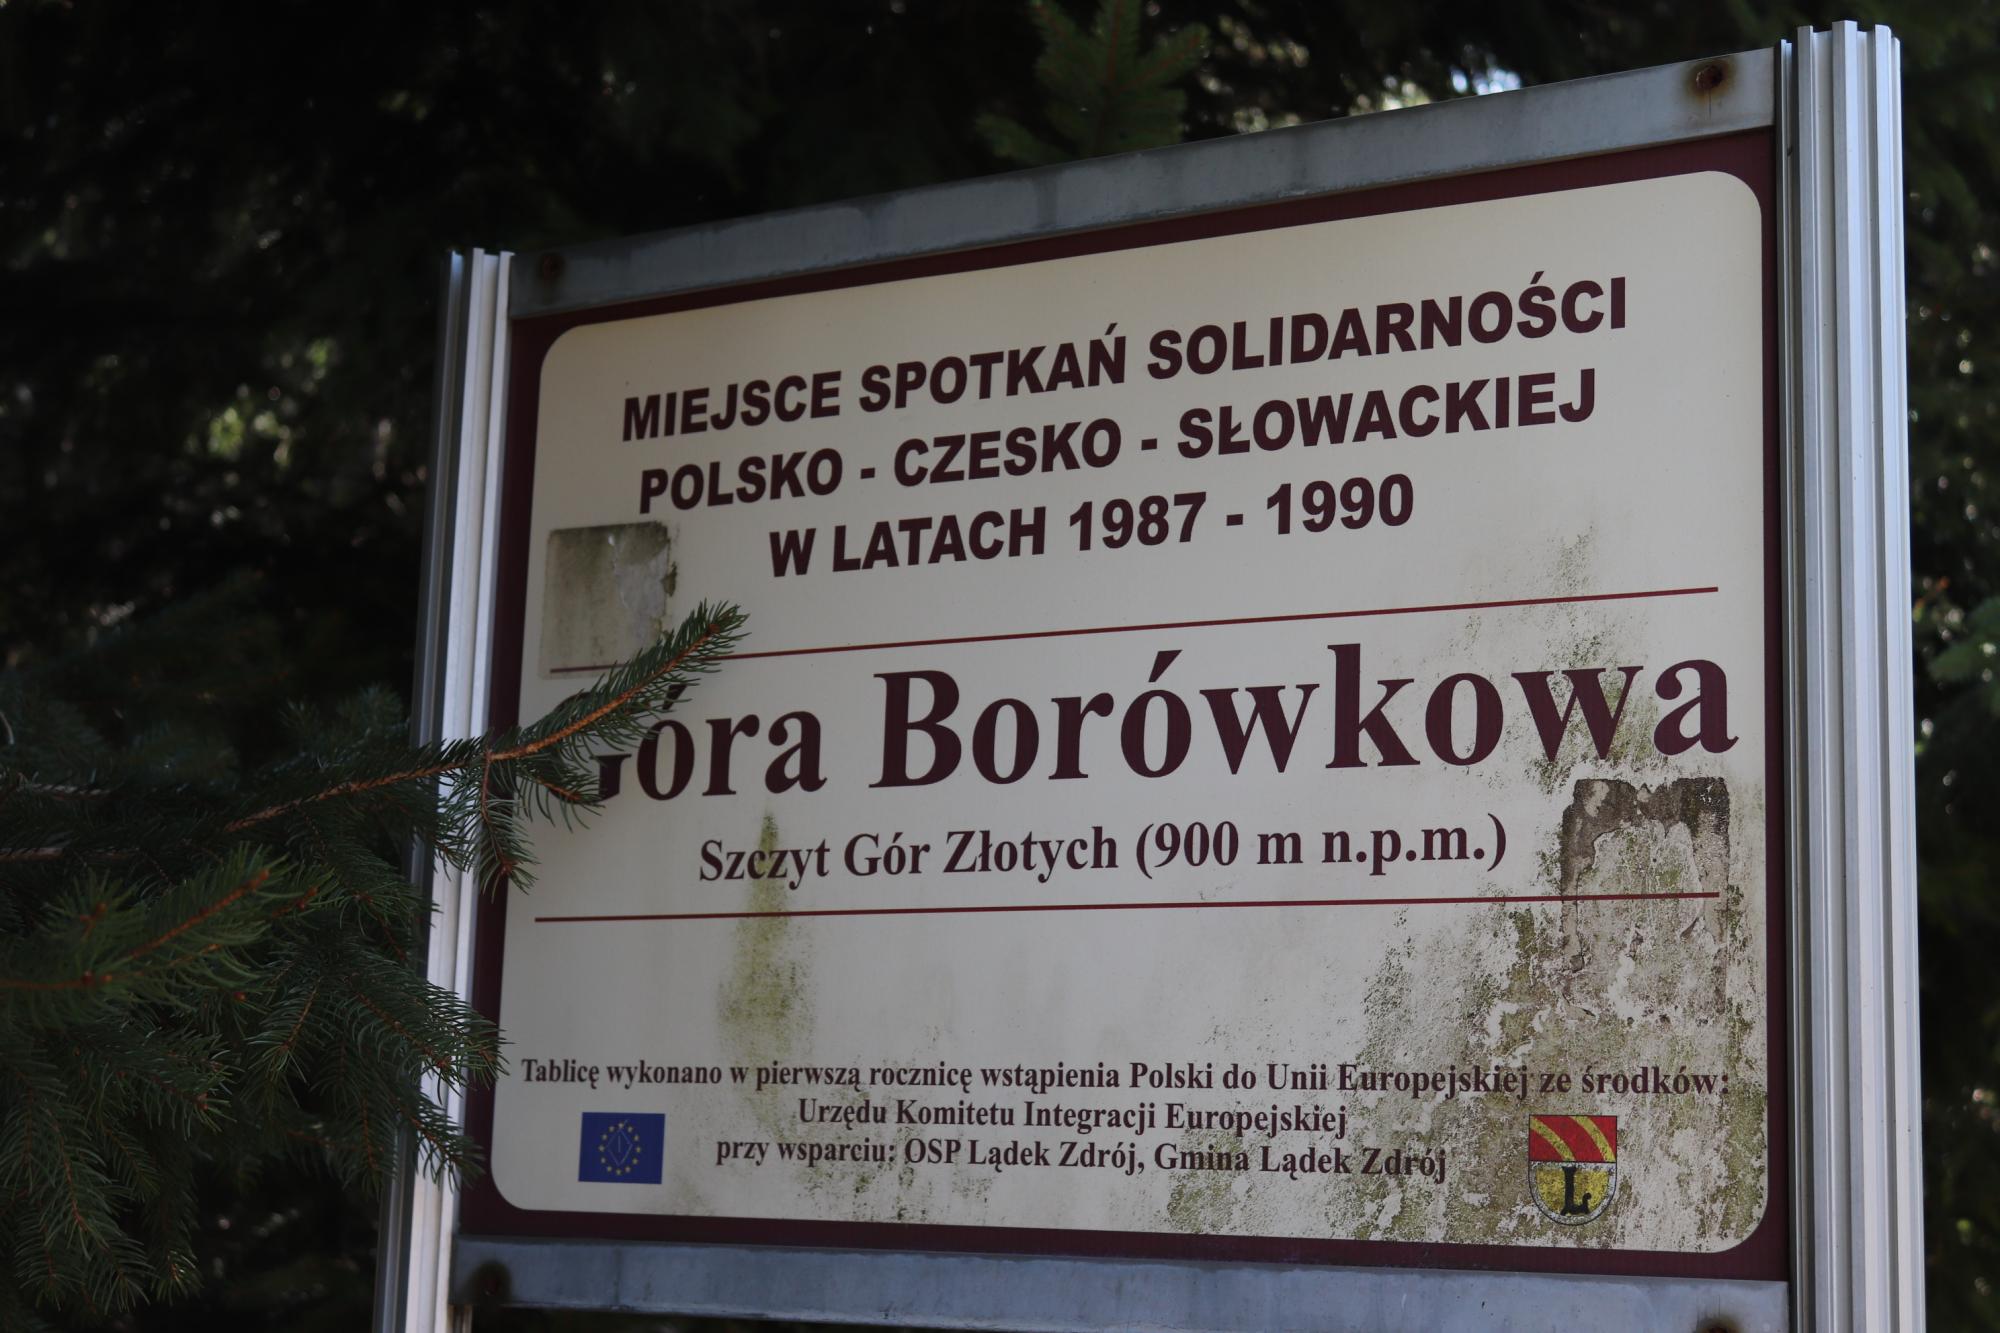 MIEJSCE SPOTKAŃ SOLIDARNOŚCI
POLSKO - CZESKO - SŁOWACKIEJ
W LATACH 1987 - 1990
Góra Borówkowa
Szczyt Gór Złotych (900 m n.p.m.)
Tablicę wykonano w pierwszą rocznicę wstąpienia Polski do Unii Europejskiej ze środków:
Urzędu Komitetu Integracji Europejskiej
przy wsparciu: OSP Lądek Zdrój, Gmina Lądek Zdrój
L